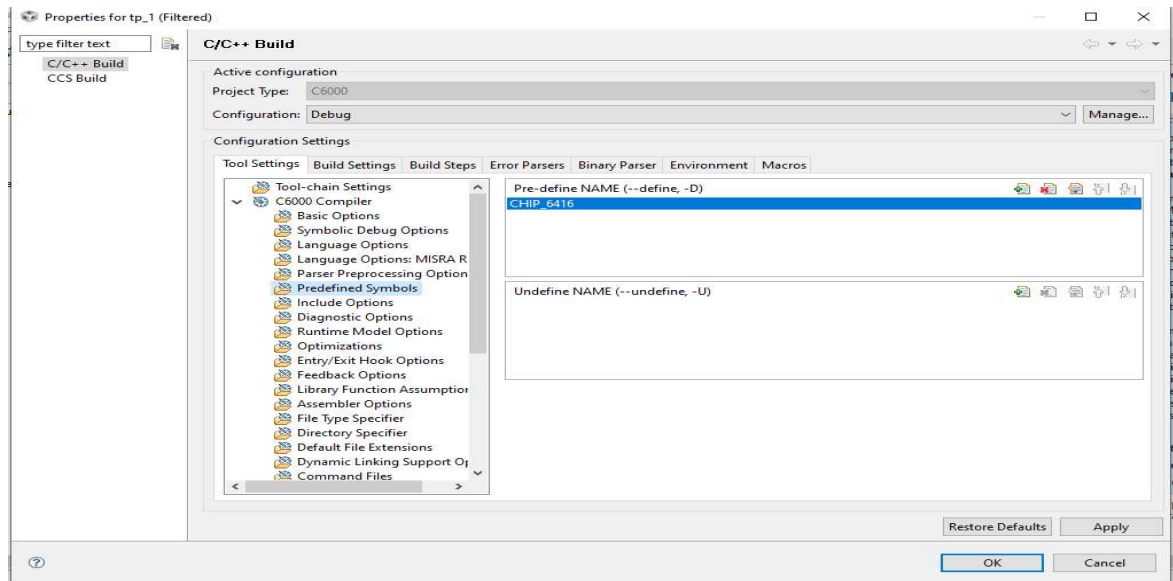 Properties for tp_1 (Filtered)
type filter text
C/C++ Build
CCS Build
C/C++ Build
Active configuration
Project Type: C6000
Configuration: Debug
Manage...
Configuration Settings
Tool Settings Build Settings Build Steps Error Parsers Binary Parser Environment Macros
Tool-chain Settings
C6000 Compiler
Basic Options
Symbolic Debug Options
Language Options
Language Options: MISRA R
Parser Preprocessing Option
Predefined Symbols
Include Options
Diagnostic Options
Runtime Model Options
Optimizations
Entry/Exit Hook Options
Feedback Options
Library Function Assumption
Assembler Options
File Type Specifier
Directory Specifier
Default File Extensions
Dynamic Linking Support Op
Command Files
Pre-define NAME (--define, -D)
CHIP_6416
Undefine NAME (--undefine, -U)
Restore Defaults Apply
OK Cancel